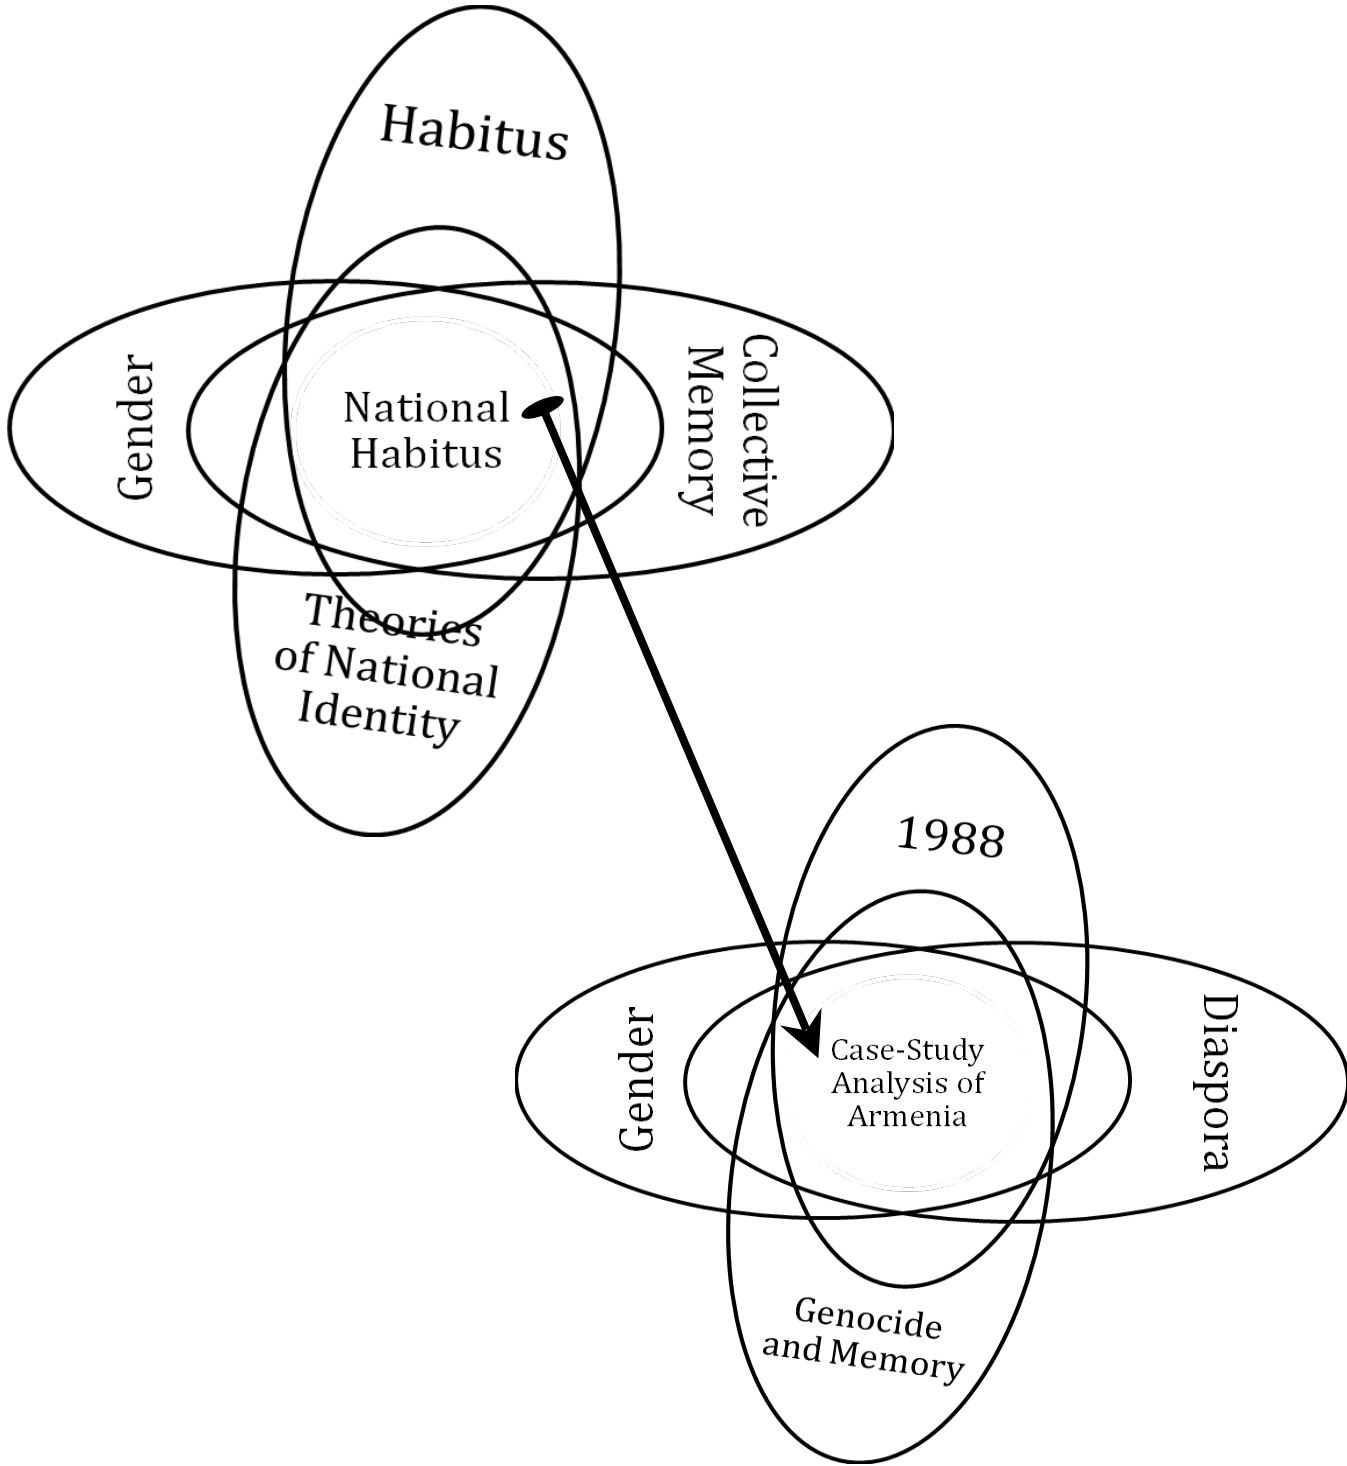 Habitus
Gender
National
Habitus
Collective
Memory
Theories
of National
Identity
1988
Gender
Case-Study
Analysis of
Armenia
Diaspora
Genocide
and Memory